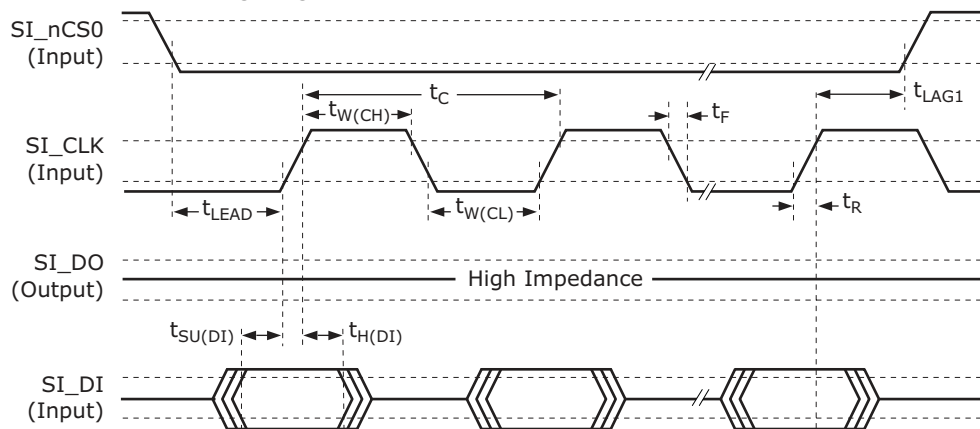 SI_nCS0
(Input)
tC
tLAG1
tW(CH)
tF
SI_CLK
(Input)
tLEAD
tW(CL)
tR
SI_DO
(Output)
High Impedance
tSU(DI)
tH(DI)
SI_DI
(Input)